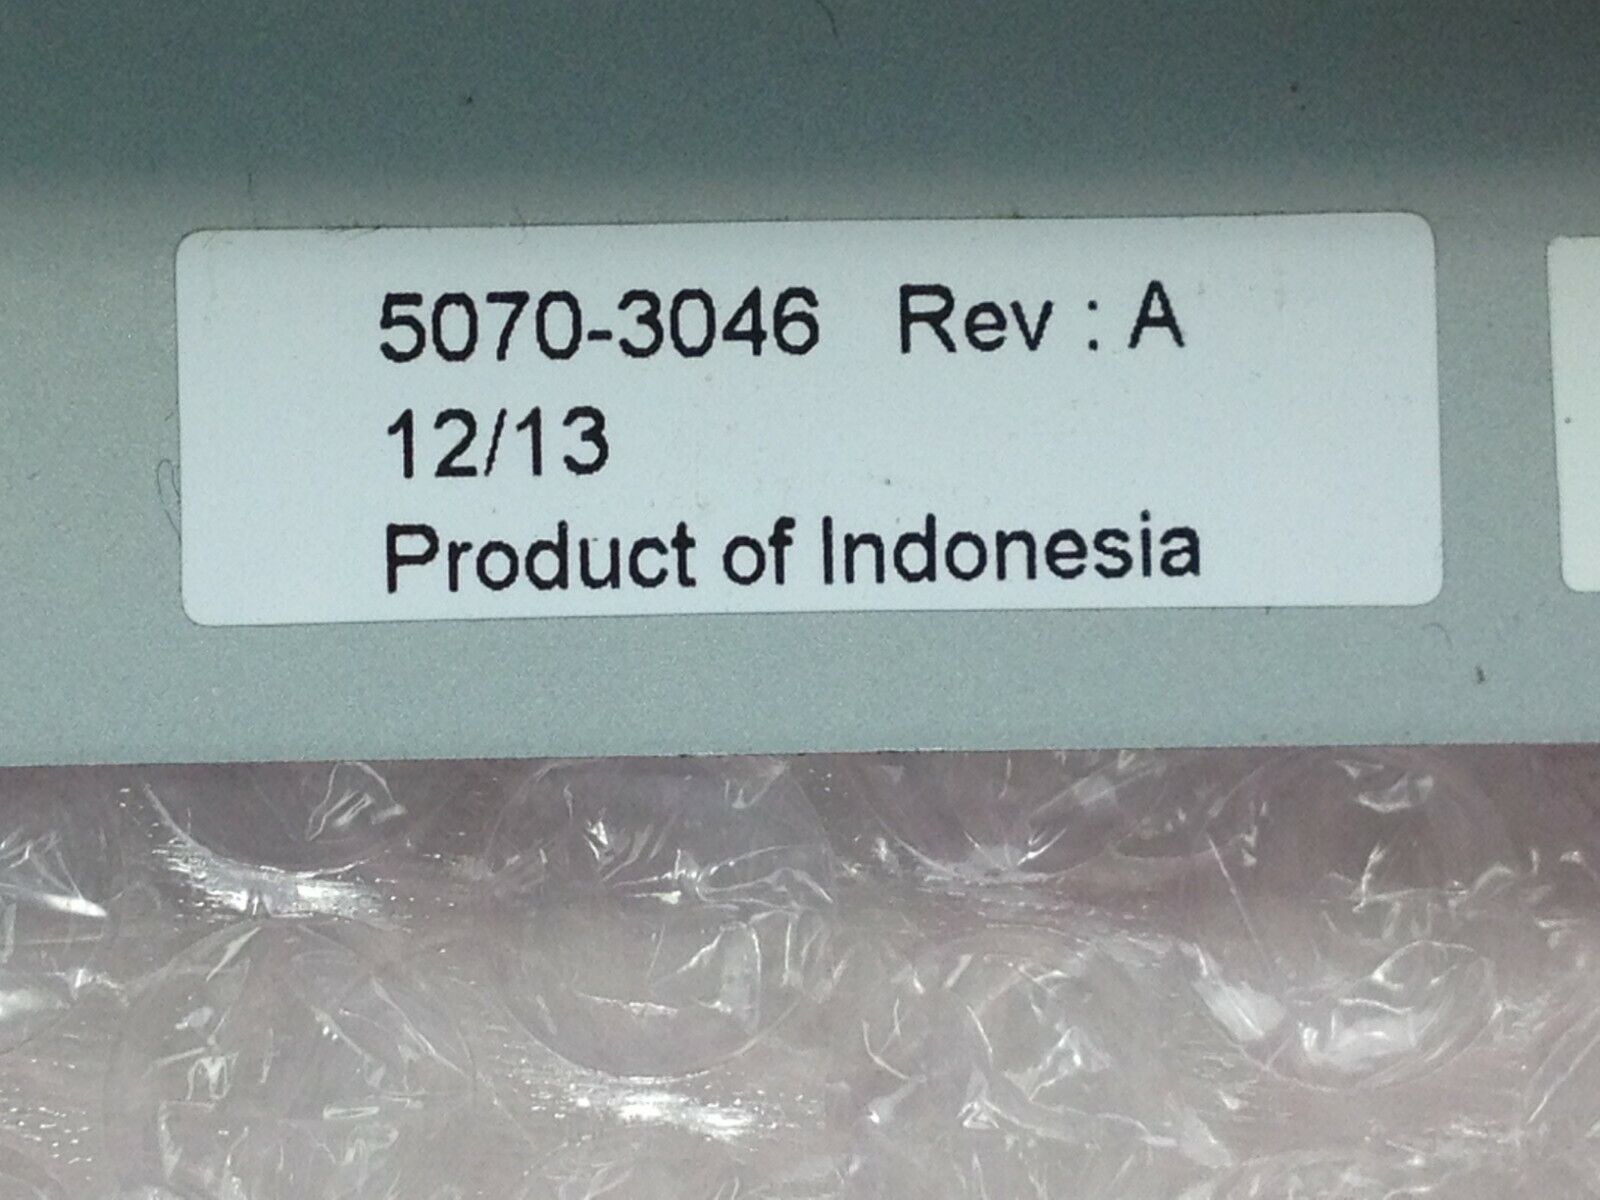 5070-3046 Rev : A
12/13
Product of Indonesia